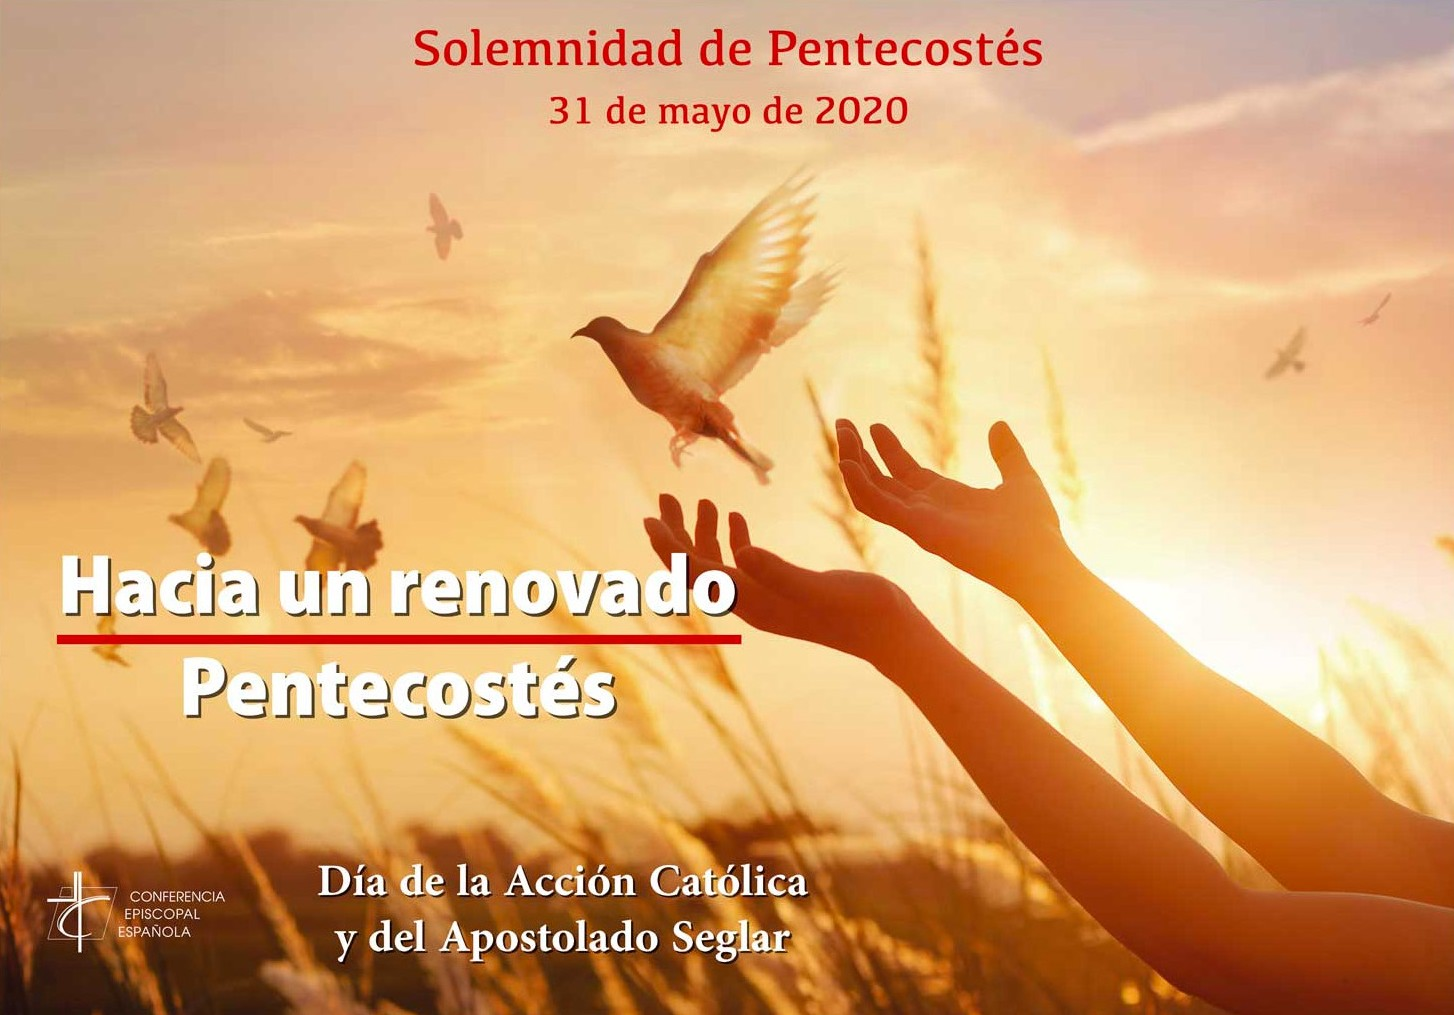 Solemnidad de Pentecostés
31 de mayo de 2020
Hacia un renovado
Pentecostés
Día de la Acción Católica
y del Apostolado Seglar
CONFERENCIA
EPISCOPAL
ESPAÑOLA